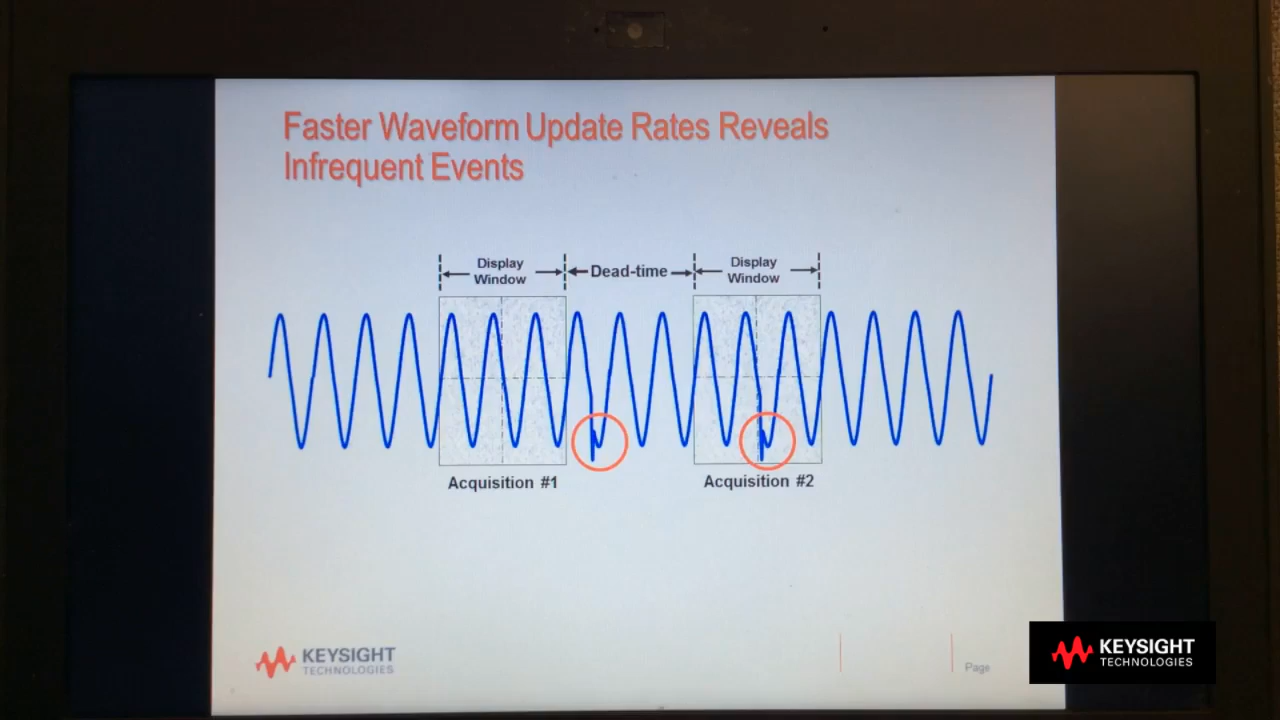 Faster Waveform Update Rates Reveals
Infrequent Events
Display
Window
Dead-time
Display
Window
Acquisition #1
Acquisition #2
KEYSIGHT
TECHNOLOGIES
Page
KEYSIGHT
TECHNOLOGIES